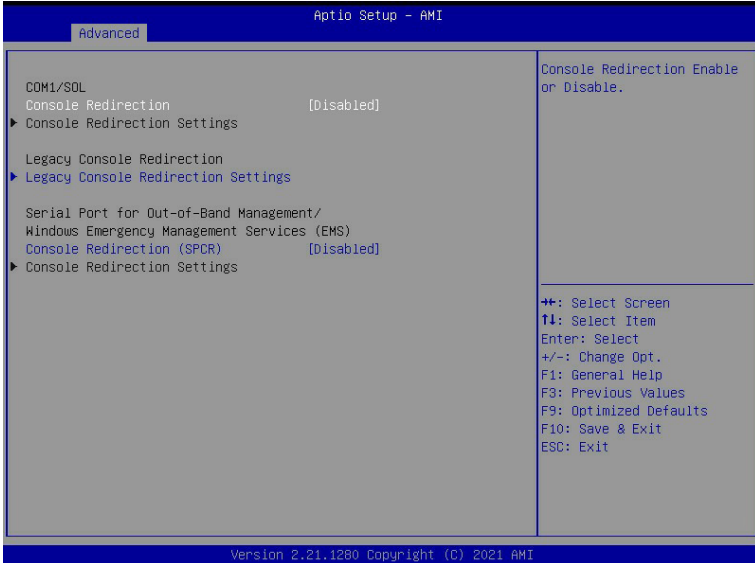 Aptio Setup - AMI
Advanced
COM1/SOL
Console Redirection [Disabled]
Console Redirection Settings
Legacy Console Redirection
Legacy Console Redirection Settings
Serial Port for Out-of-Band Management/
Windows Emergency Management Services (EMS)
Console Redirection (SPCR) [Disabled]
Console Redirection Settings
Console Redirection Enable
or Disable.
→←: Select Screen
↑↓: Select Item
Enter: Select
+/-: Change Opt.
F1: General Help
F3: Previous Values
F9: Optimized Defaults
F10: Save & Exit
ESC: Exit
Version 2.21.1280 Copyright (C) 2021 AMI